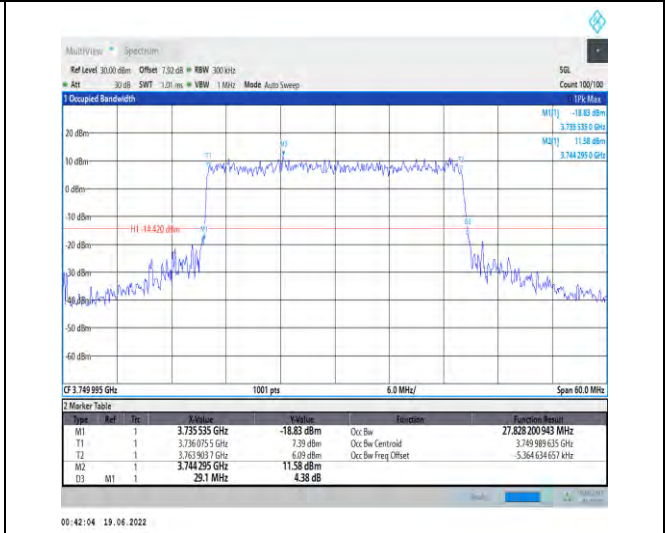 MultiView Spectrum
Ref Level 30.00 dBm Offset 7.92 dB RBW 300 kHz SGL
Att 30 dB SWT 1.01 ms VBW 1 MHz Mode Auto Sweep Count 100/100
1 Occupied Bandwidth 1Pk Max
M1(1) -18.83 dBm
3.735 535 0 GHz
M2(1) 11.58 dBm
3.744 295 0 GHz
20 dBm
10 dBm
0 dBm
-10 dBm
H1 -14.420 dBm
-20 dBm
-30 dBm
-40 dBm
-50 dBm
-60 dBm
T1
M2
T2
M1
D3
CF 3.749 995 GHz 1001 pts 6.0 MHz/ Span 60.0 MHz
2 Marker Table
Type Ref Trc X-Value Y-Value Function Function Result
M1 1 3.735 535 GHz -18.83 dBm Occ Bw 27.828 200 943 MHz
T1 1 3.736 075 5 GHz 7.39 dBm Occ Bw Centroid 3.749 989 635 GHz
T2 1 3.763 903 7 GHz 6.09 dBm Occ Bw Freq Offset -5.364 634 657 kHz
M2 1 3.744 295 GHz 11.58 dBm
D3 M1 1 29.1 MHz 4.38 dB
00:42:04 19.06.2022